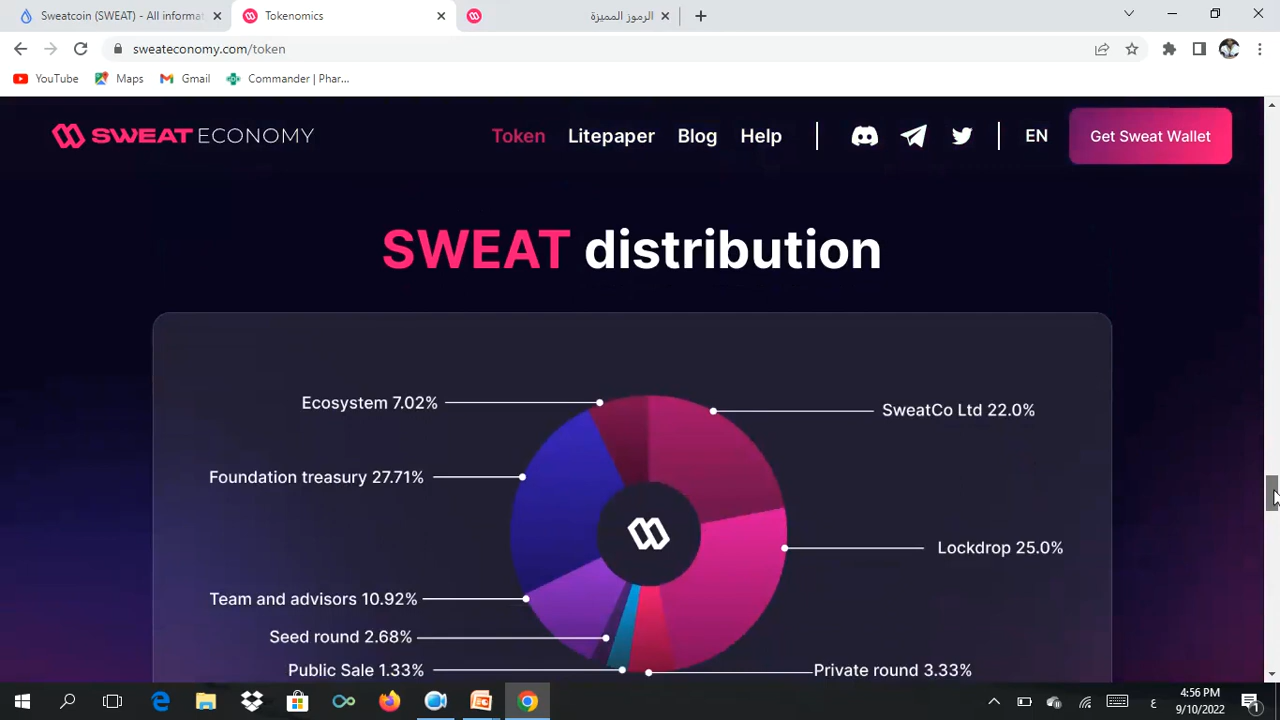 Sweatcoin (SWEAT) - All informat
Tokenomics
الرموز المميزة
sweateconomy.com/token
YouTube
Maps
Gmail
Commander | Phar...
SWEAT ECONOMY
Token
Litepaper
Blog
Help
EN
Get Sweat Wallet
SWEAT distribution
Ecosystem 7.02%
SweatCo Ltd 22.0%
Foundation treasury 27.71%
Lockdrop 25.0%
Team and advisors 10.92%
Seed round 2.68%
Public Sale 1.33%
Private round 3.33%
ع
4:56 PM
9/10/2022